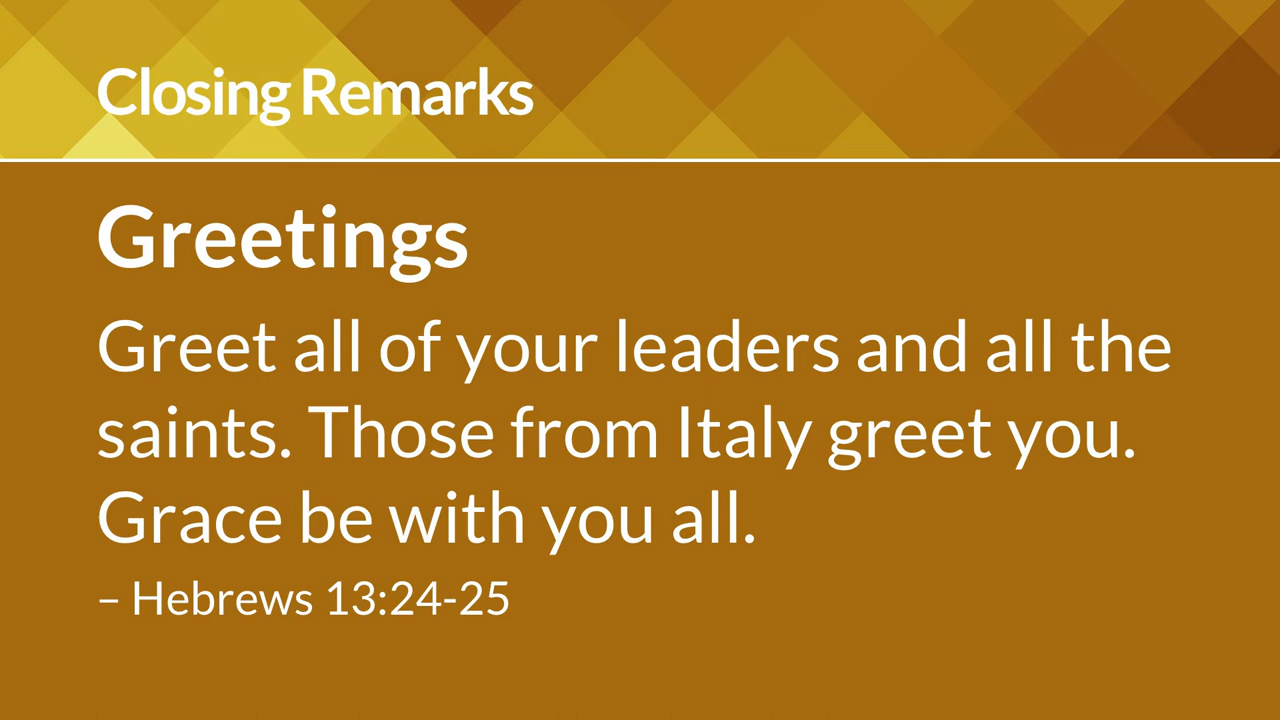 Closing Remarks
Greetings
Greet all of your leaders and all the
saints. Those from Italy greet you.
Grace be with you all.
– Hebrews 13:24-25